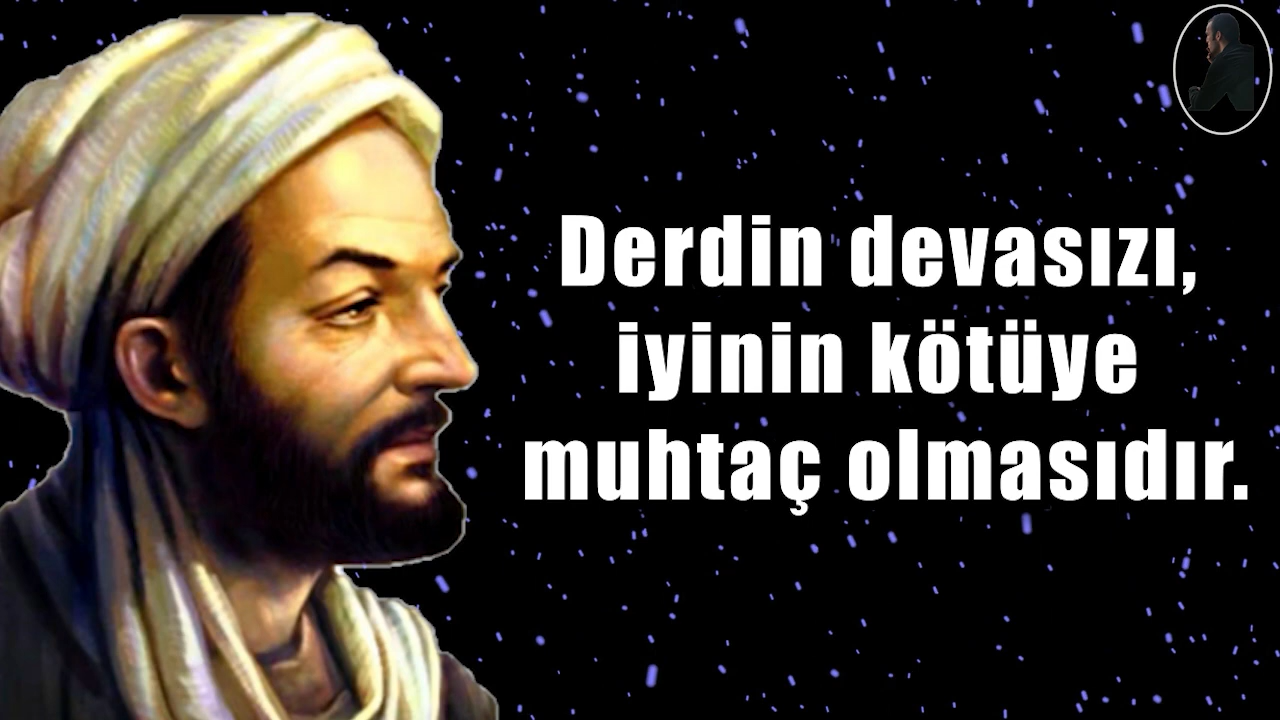 Derdin devasızı,
iyinin kötüye
muhtaç olmasıdır.